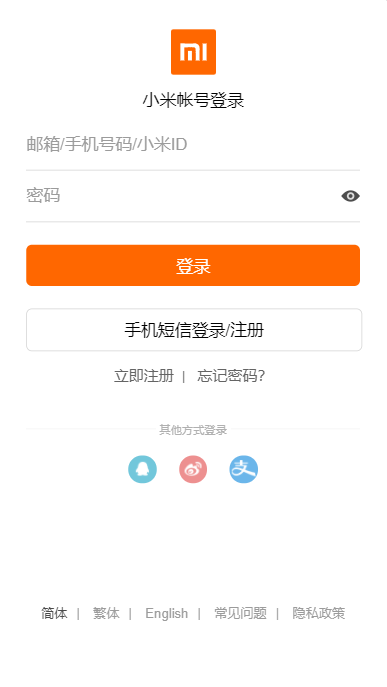 mi
小米帐号登录
邮箱/手机号码/小米ID
密码
登录
手机短信登录/注册
立即注册 | 忘记密码?
其他方式登录
支
简体 | 繁体 | English | 常见问题 | 隐私政策